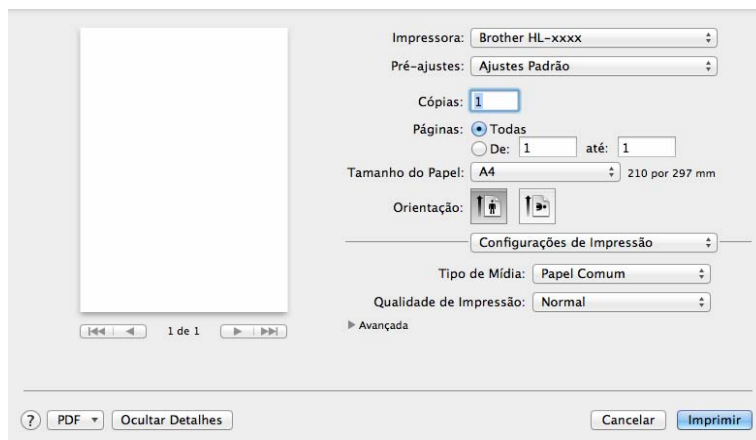 Impressora: Brother HL-xxxx
Pré-ajustes: Ajustes Padrão
Cópias: 1
Páginas: Todas
De: 1 até: 1
Tamanho do Papel: A4 210 por 297 mm
Orientação:
Configurações de Impressão
Tipo de Mídia: Papel Comum
Qualidade de Impressão: Normal
Avançada
1 de 1
? PDF Ocultar Detalhes Cancelar Imprimir